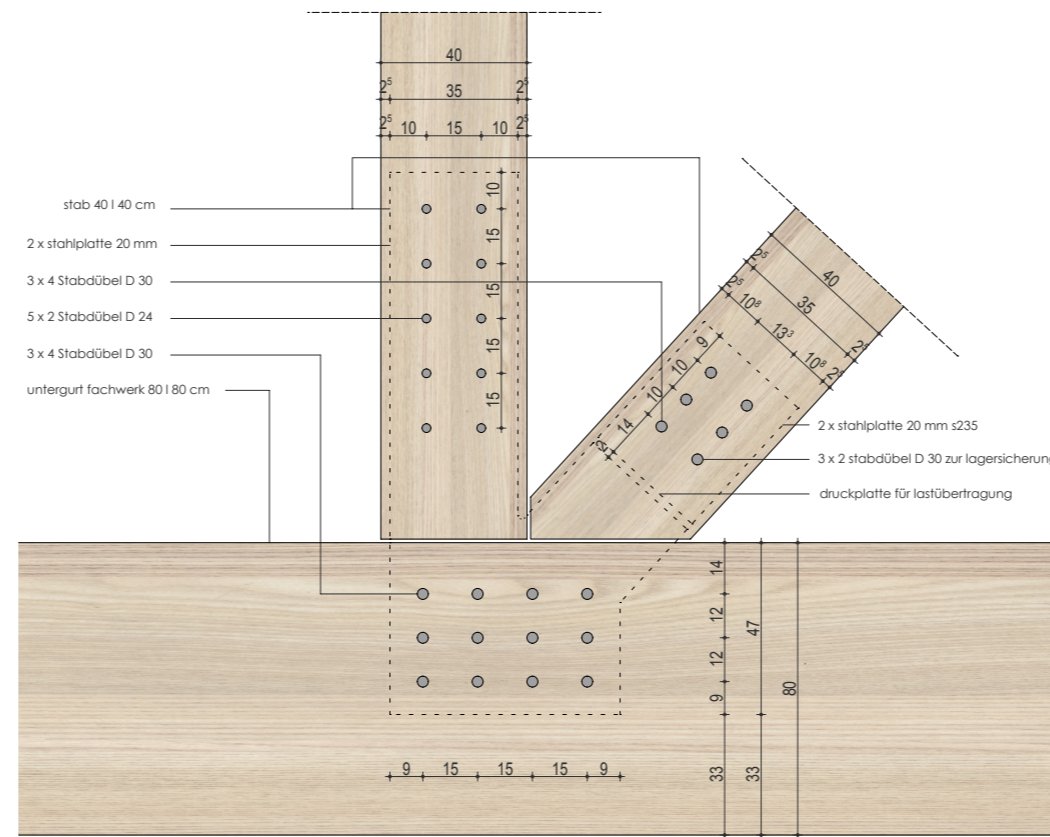 40
2⁵ 35 2⁵
2⁵ 10 15 10 2⁵
10
15
15
15
15
stab 40 I 40 cm
2 x stahlplatte 20 mm
3 x 4 Stabdübel D 30
5 x 2 Stabdübel D 24
3 x 4 Stabdübel D 30
untergurt fachwerk 80 I 80 cm
40
2⁵ 35 2⁵
2⁵ 10⁸ 13³ 10⁸ 2⁵
9
10
10
14
2
2 x stahlplatte 20 mm s235
3 x 2 stabdübel D 30 zur lagersicherung
druckplatte für lastübertragung
14
12
12
9
33
47
33
80
9 15 15 15 9